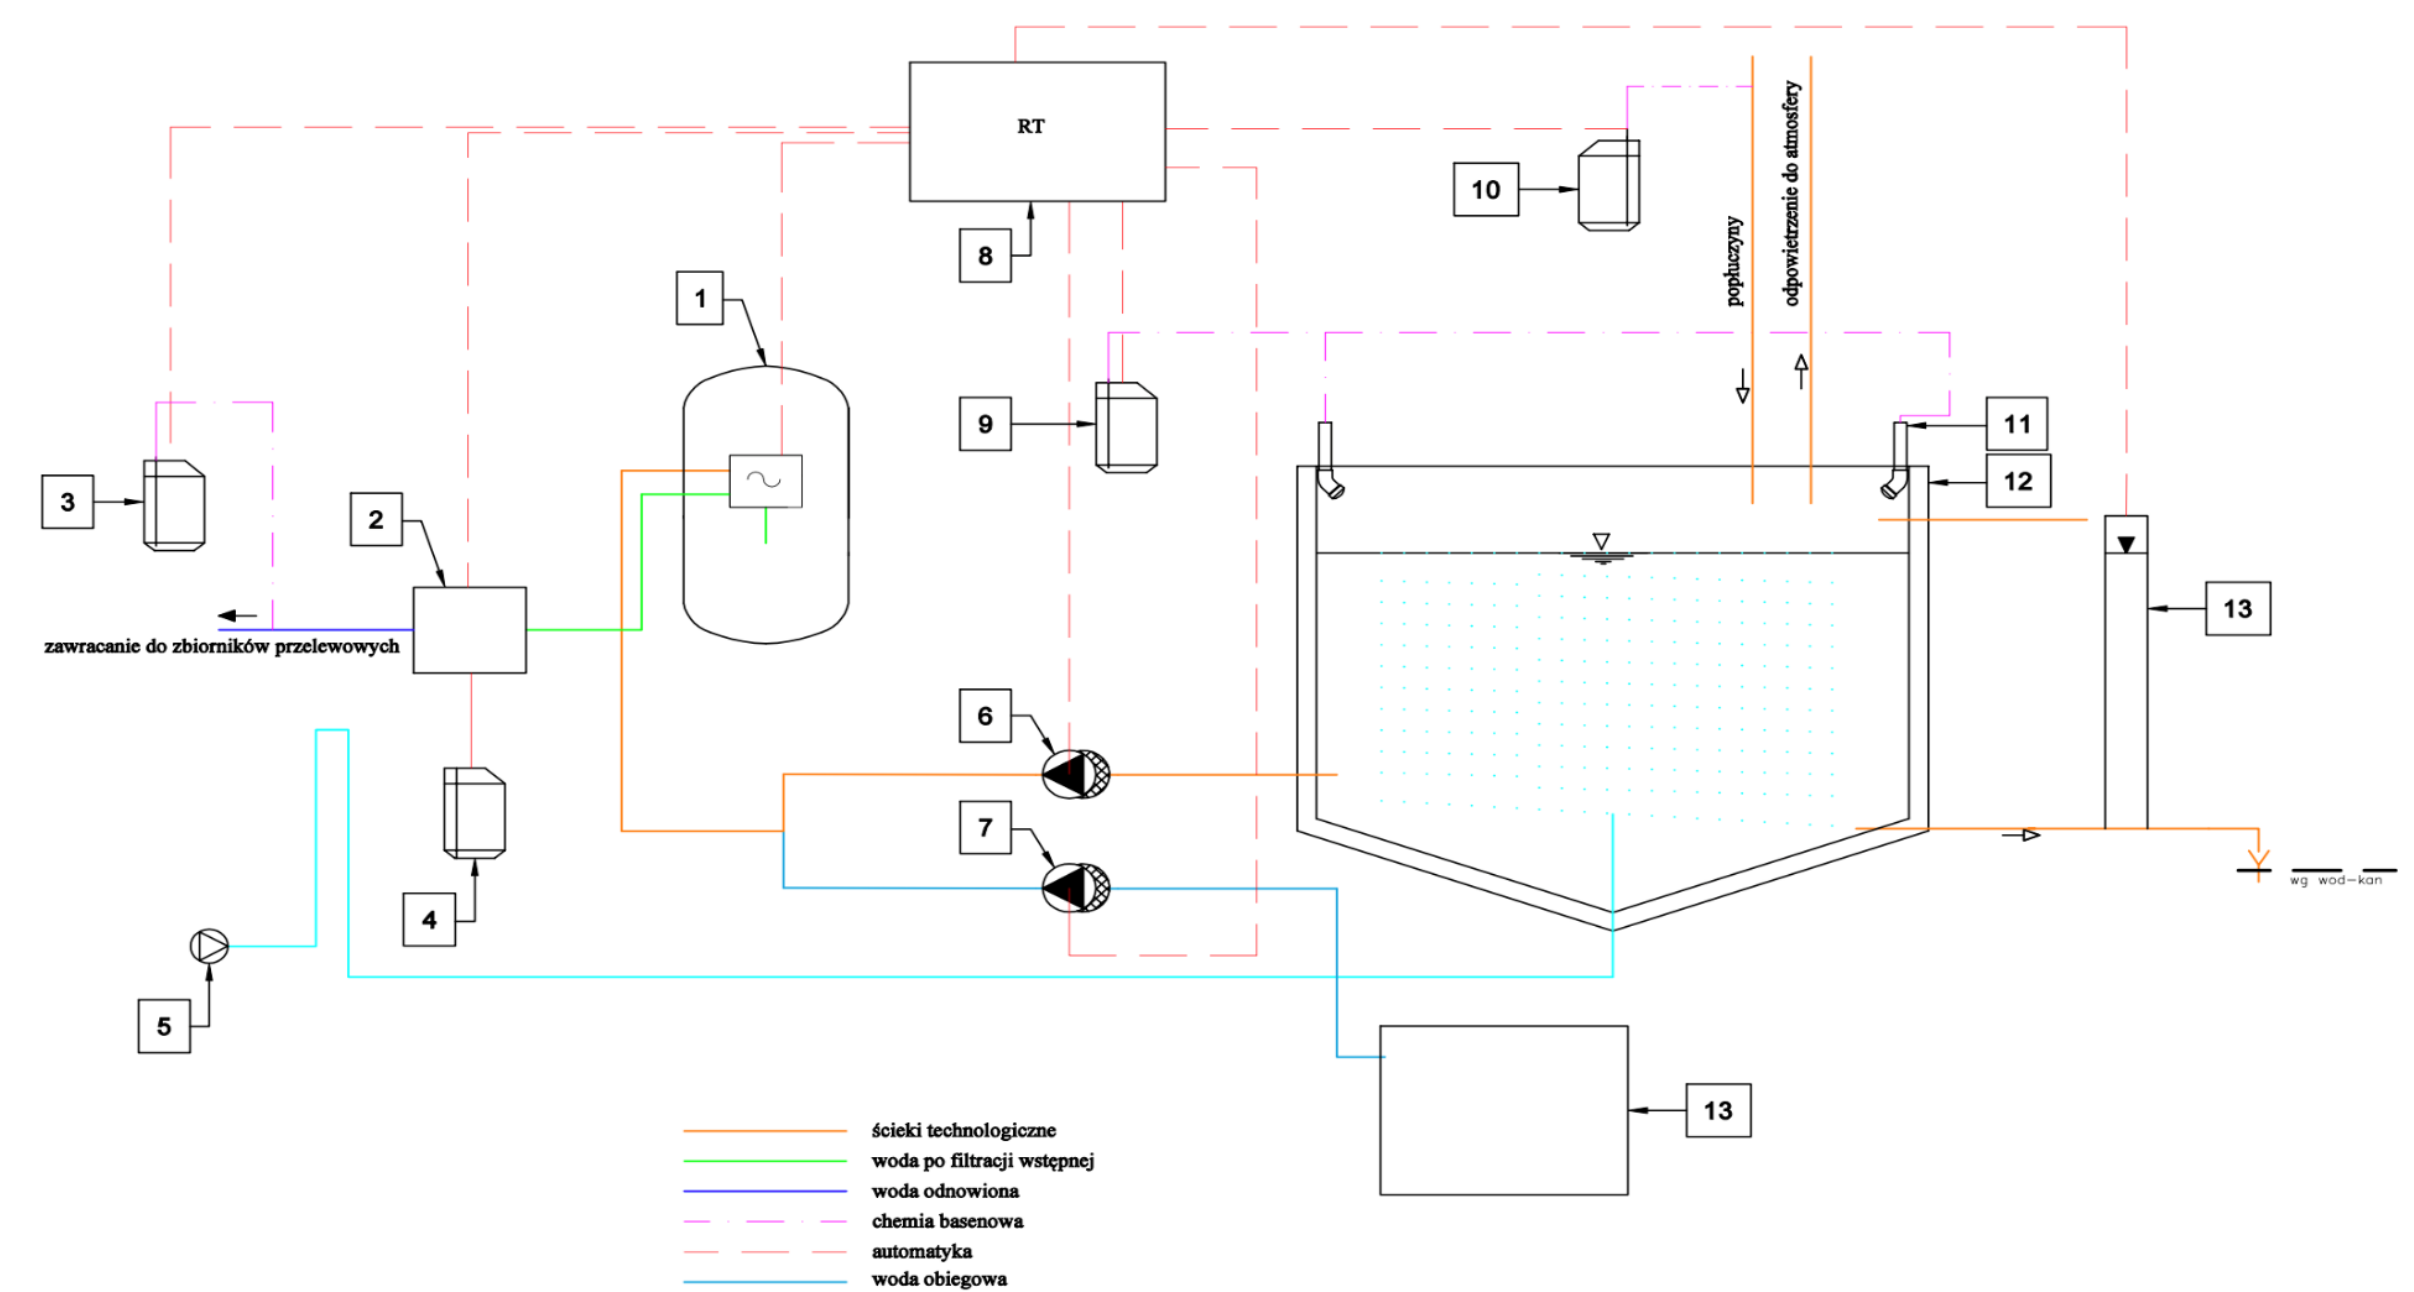 RT
10
8
1
popłuczyny
odpowietrzenie do atmosfery
9
11
12
3
2
13
zawracanie do zbiorników przelewowych
6
7
4
wg wod-kan
5
13
ścieki technologiczne
woda po filtracji wstępnej
woda odnowiona
chemia basenowa
automatyka
woda obiegowa